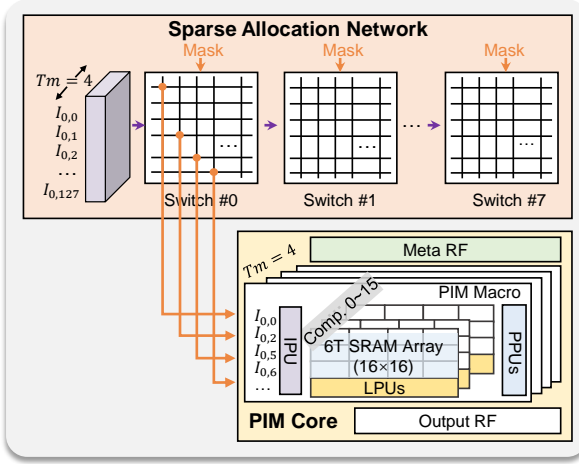 Sparse Allocation Network
Mask Mask Mask
Tm = 4
I0,0
I0,1
I0,2
...
I0,127
...
...
...
...
Switch #0 Switch #1 Switch #7
Tm = 4
Meta RF
PIM Macro
Comp. 0~15
I0,0
I0,2
I0,5
I0,6
...
IPU
6T SRAM Array
(16×16)
LPUs
PPUs
PIM Core
Output RF